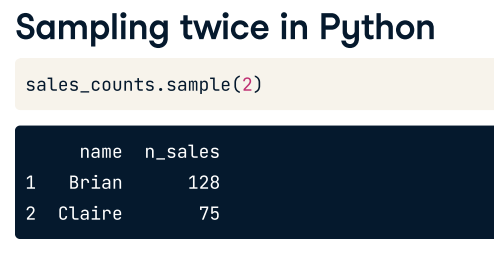 Sampling twice in Python
sales_counts.sample(2)
name n_sales
1 Brian 128
2 Claire 75